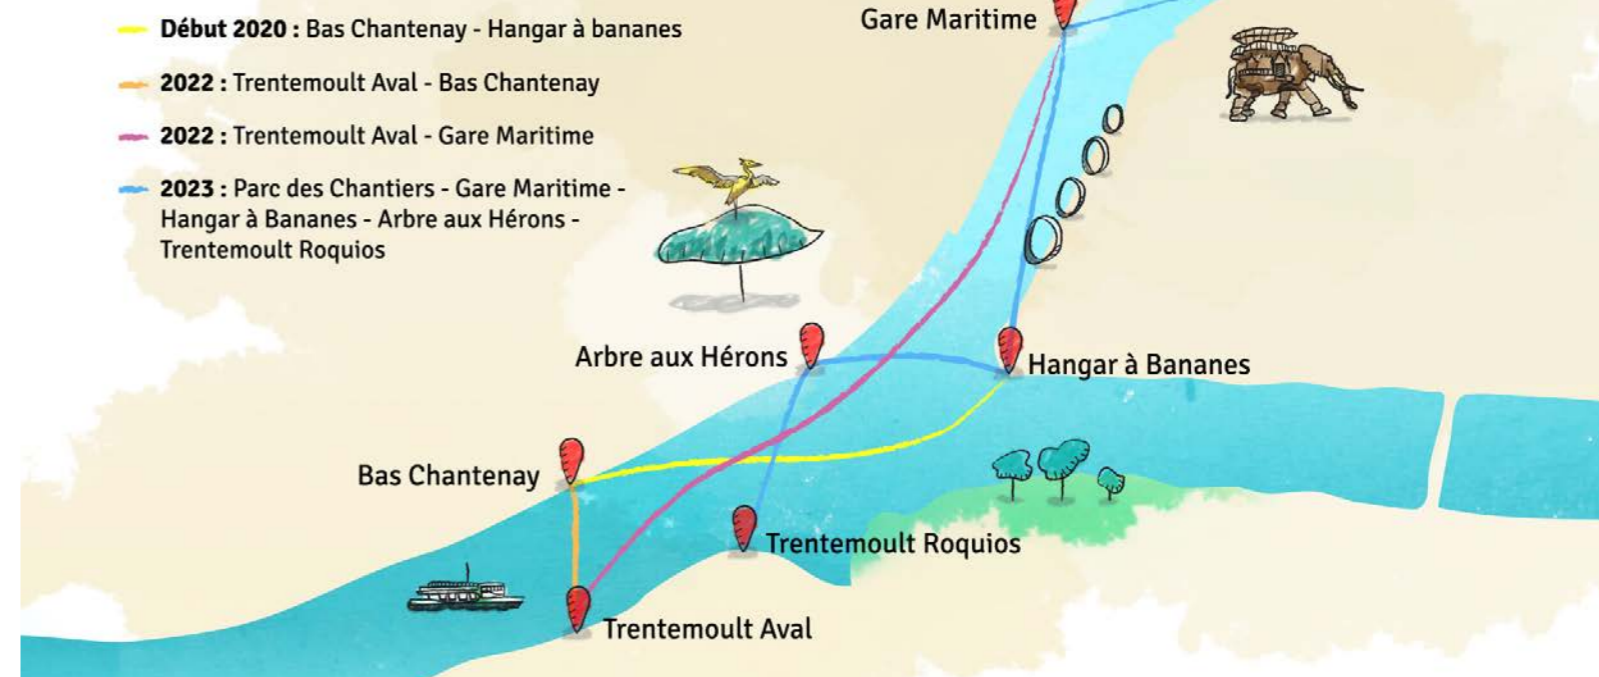 Début 2020 : Bas Chantenay - Hangar à bananes
2022 : Trentemoult Aval - Bas Chantenay
2022 : Trentemoult Aval - Gare Maritime
2023 : Parc des Chantiers - Gare Maritime -
Hangar à Bananes - Arbre aux Hérons -
Trentemoult Roquios
Gare Maritime
Arbre aux Hérons
Hangar à Bananes
Bas Chantenay
Trentemoult Roquios
Trentemoult Aval